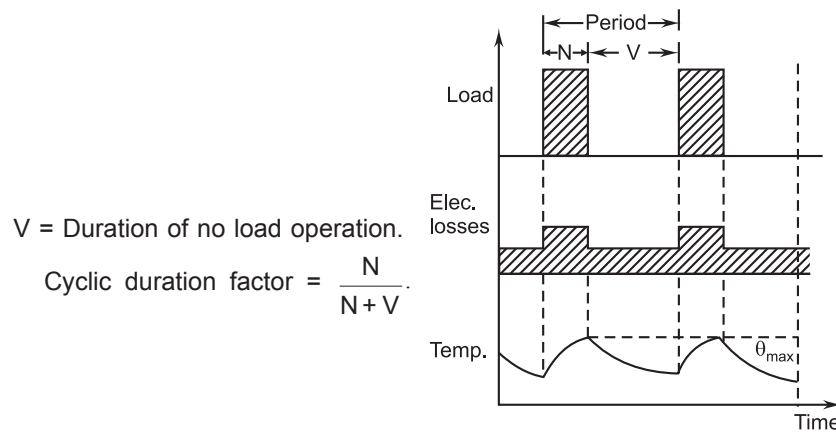 V = Duration of no load operation.
Cyclic duration factor = N / N + V.
Period
N V
Load
Elec.
losses
Temp.
θmax
Time